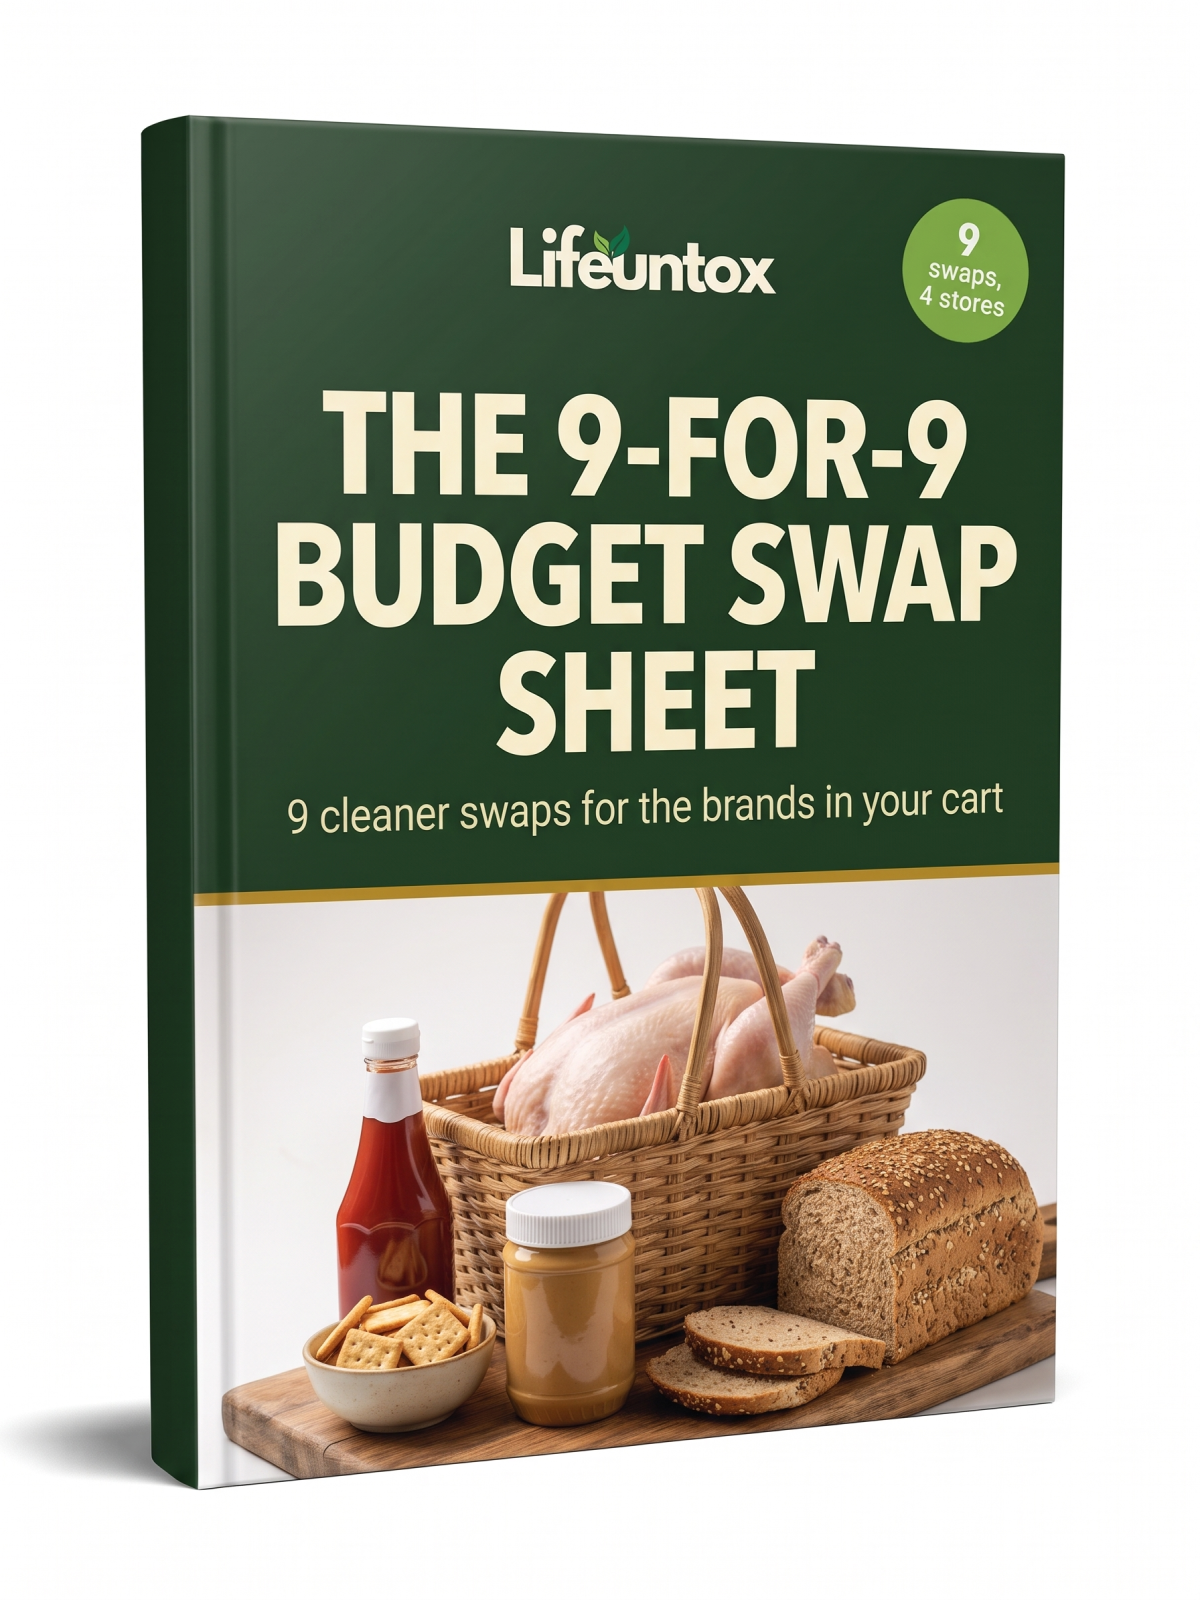 Lifeuntox
9
swaps,
4 stores
THE 9-FOR-9
BUDGET SWAP
SHEET
9 cleaner swaps for the brands in your cart